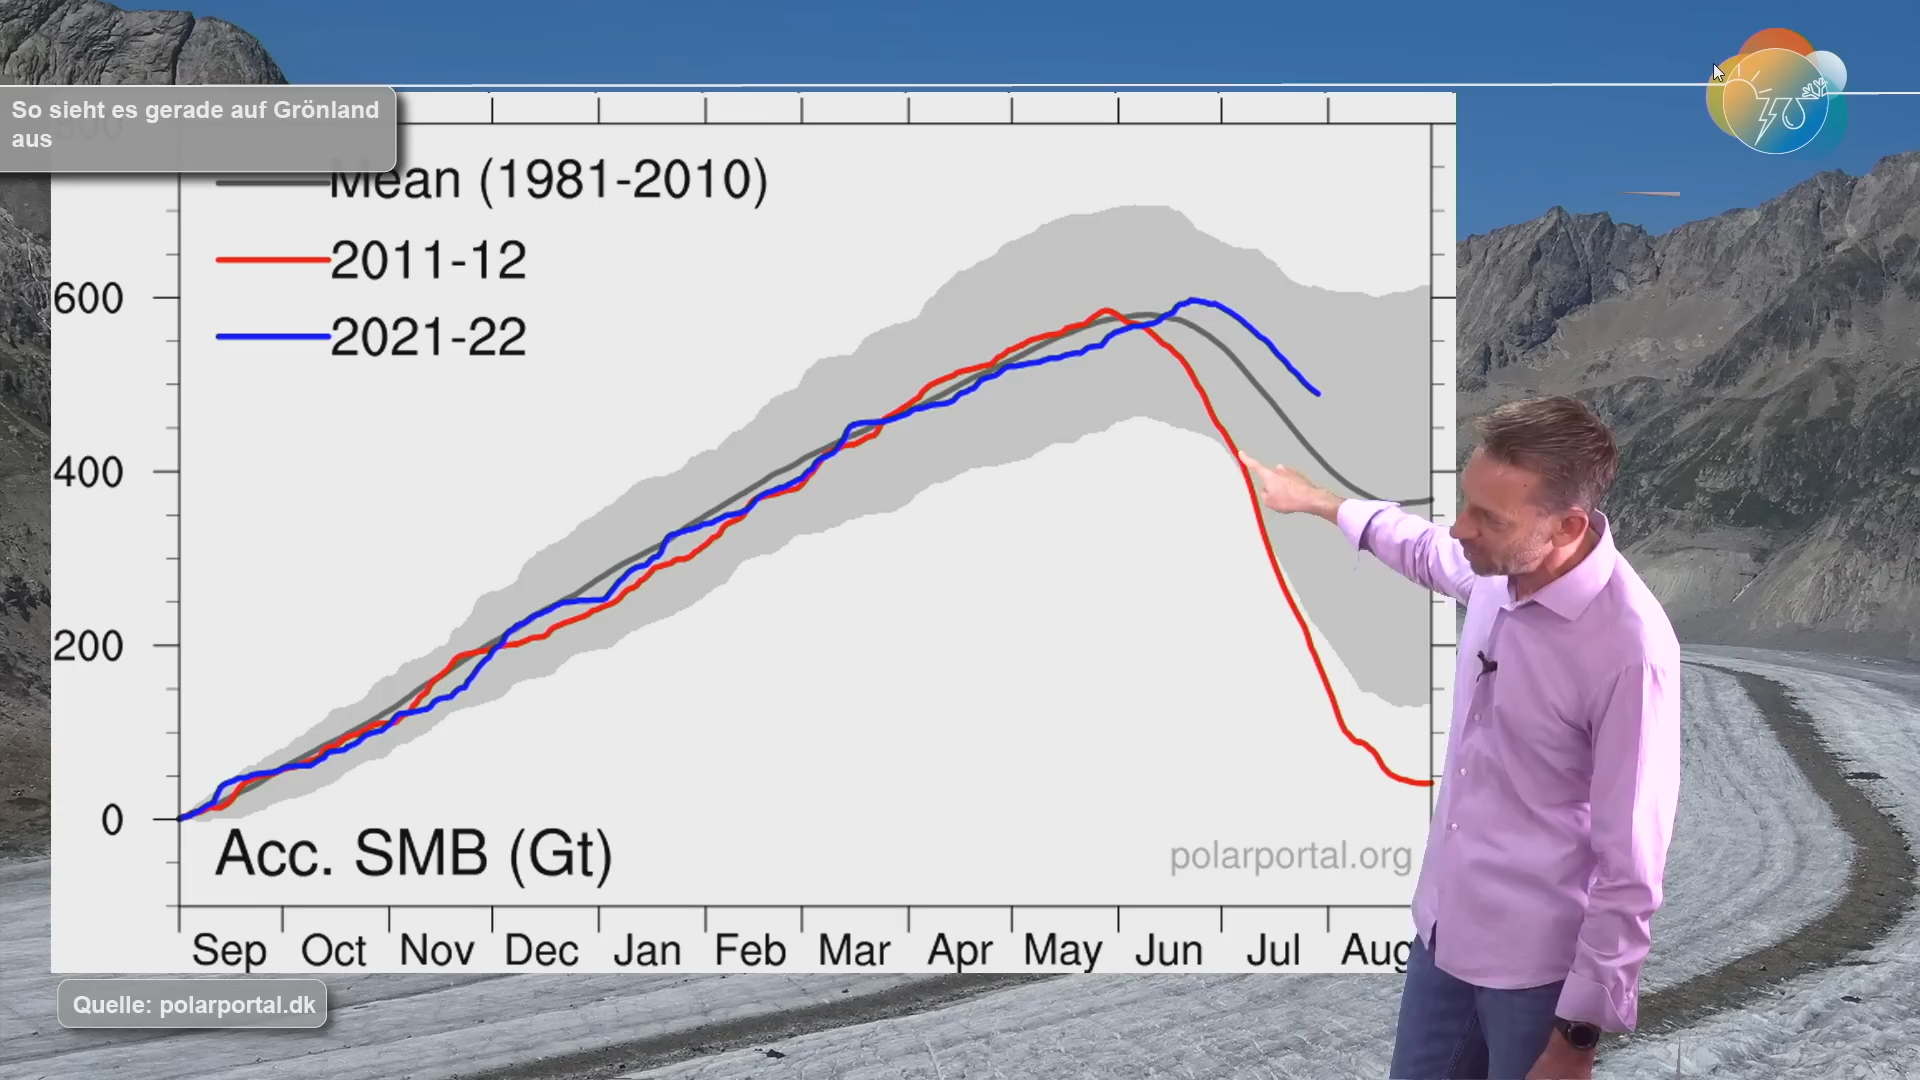 So sieht es gerade auf Grönland
aus
Mean (1981-2010)
2011-12
2021-22
600
400
200
0
Acc. SMB (Gt)
polarportal.org
Sep Oct Nov Dec Jan Feb Mar Apr May Jun Jul Aug
Quelle: polarportal.dk